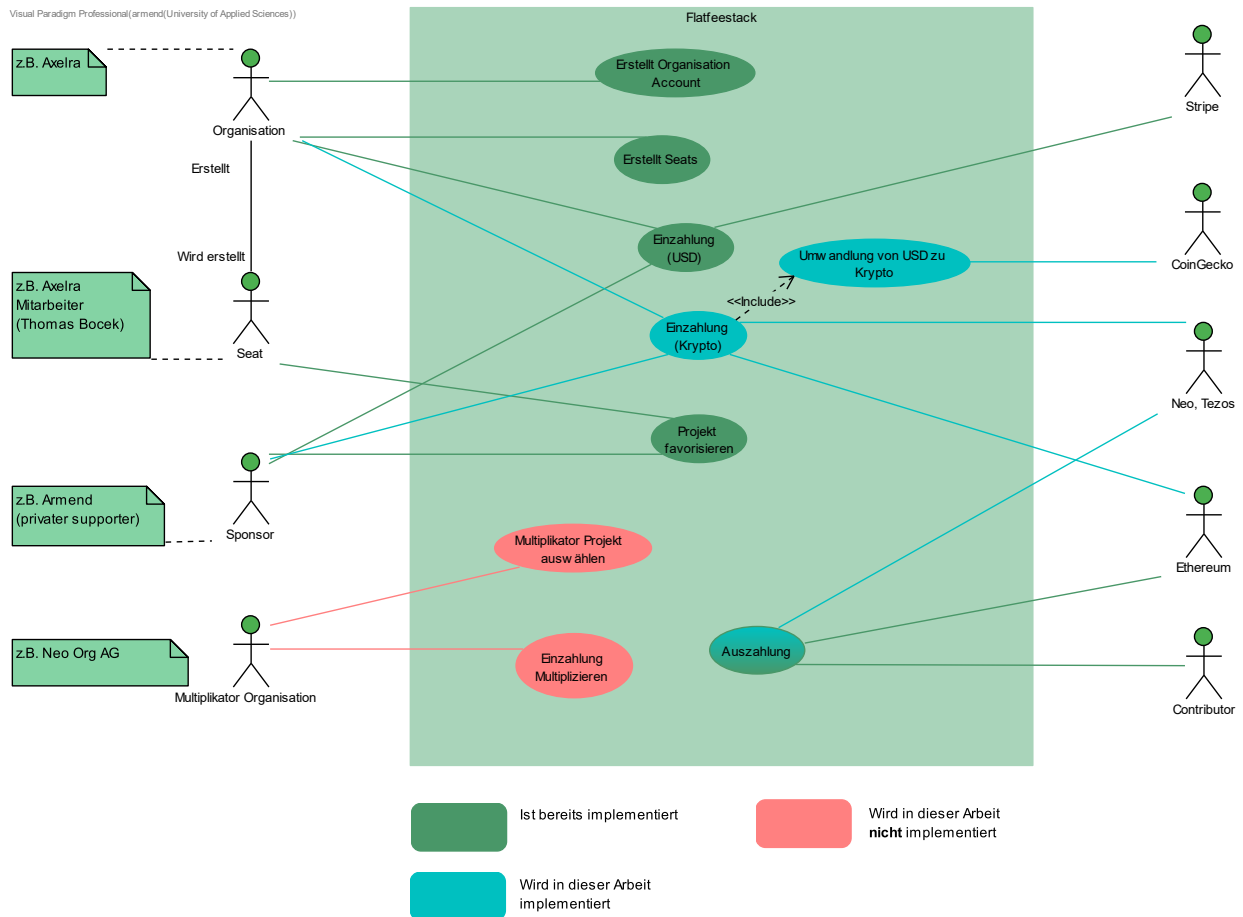 Visual Paradigm Professional(armend(University of Applied Sciences))
Flatfeestack
z.B. Axelra
Organisation
Erstellt Organisation
Account
Stripe
Erstellt
Erstellt Seats
Wird erstellt
Einzahlung
(USD)
Umwandlung von USD zu
Krypto
CoinGecko
z.B. Axelra
Mitarbeiter
(Thomas Bocek)
Seat
<<Include>>
Einzahlung
(Krypto)
Neo, Tezos
Projekt
favorisieren
z.B. Armend
(privater supporter)
Sponsor
Multiplikator Projekt
auswählen
Ethereum
z.B. Neo Org AG
Multiplikator Organisation
Einzahlung
Multiplizieren
Auszahlung
Contributor
Ist bereits implementiert
Wird in dieser Arbeit
nicht implementiert
Wird in dieser Arbeit
implementiert